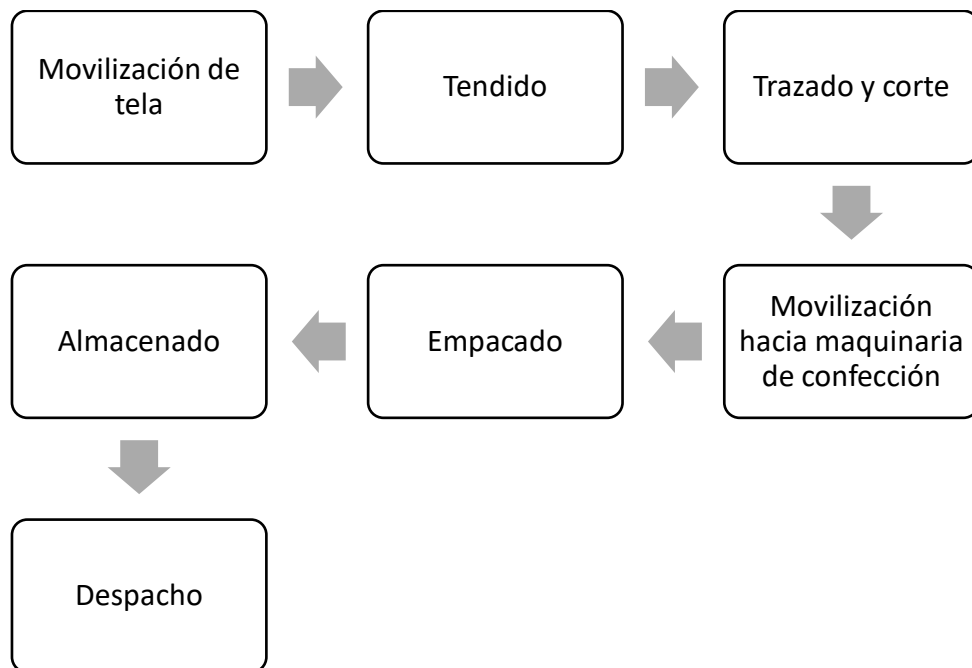 Movilización de
tela
Tendido
Trazado y corte
Movilización
hacia maquinaria
de confección
Empacado
Almacenado
Despacho